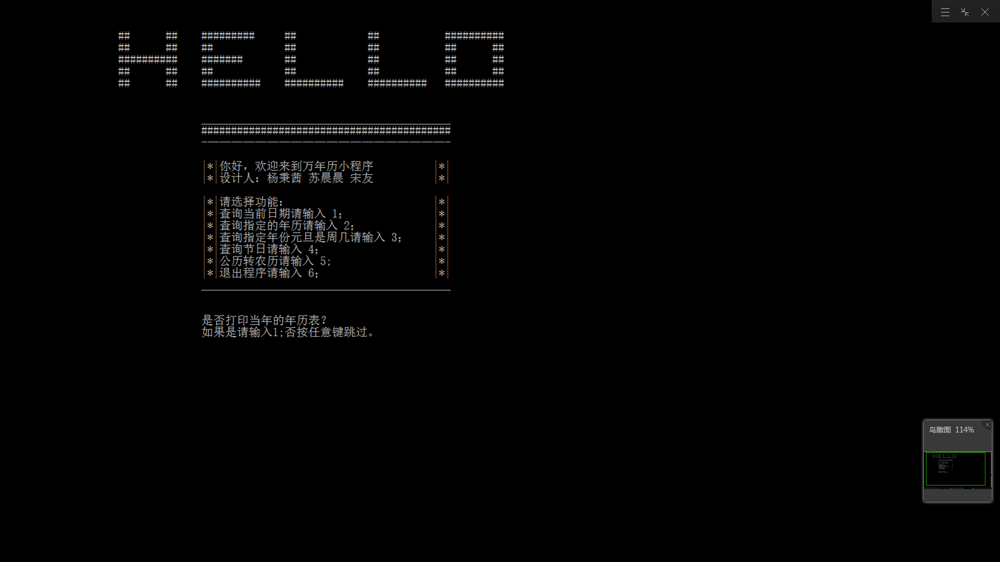 HELLO
########################################
|*|你好，欢迎来到万年历小程序|*|
|*|设计人：杨秉茜 苏晨晨 宋友|*|
|*|请选择功能：|*|
|*|查询当前日期请输入 1；|*|
|*|查询指定的年历请输入 2；|*|
|*|查询指定年份元旦是周几请输入 3；|*|
|*|查询节日请输入 4；|*|
|*|公历转农历请输入 5;|*|
|*|退出程序请输入 6；|*|
是否打印当年的年历表？
如果是请输入1;否按任意键跳过。
鸟瞰图 114%